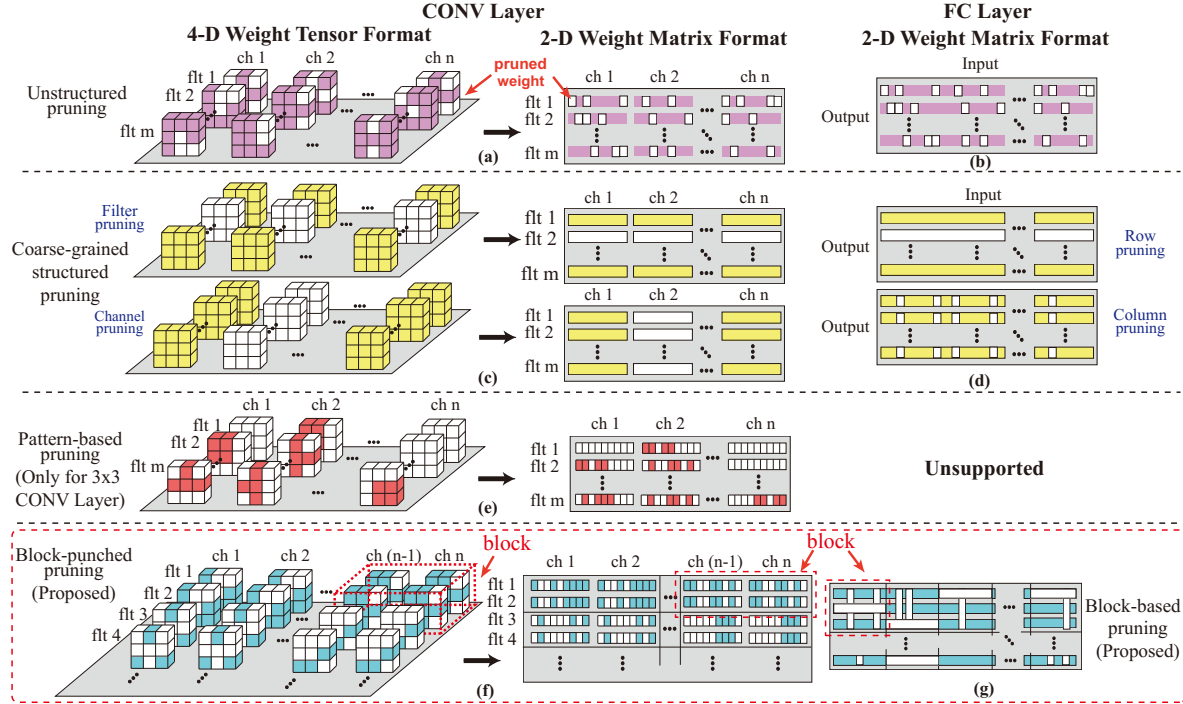 CONV Layer
FC Layer
4-D Weight Tensor Format
2-D Weight Matrix Format
2-D Weight Matrix Format
ch 1
ch 2
ch n
flt 1
flt 2
flt m
Unstructured
pruning
...
(a)
pruned
weight
ch 1
ch 2
ch n
flt 1
flt 2
flt m
Input
Output
(b)
Coarse-grained
structured
pruning
Filter
pruning
Channel
pruning
(c)
ch 1
ch 2
ch n
flt 1
flt 2
flt m
ch 1
ch 2
ch n
flt 1
flt 2
flt m
Input
Output
Row
pruning
Output
Column
pruning
(d)
Pattern-based
pruning
(Only for 3x3
CONV Layer)
ch 1
ch 2
ch n
flt 1
flt 2
flt m
(e)
ch 1
ch 2
ch n
flt 1
flt 2
flt m
Unsupported
Block-punched
pruning
(Proposed)
ch 1
ch 2
ch (n-1)
ch n
flt 1
flt 2
flt 3
flt 4
block
(f)
ch 1
ch 2
ch (n-1)
ch n
flt 1
flt 2
flt 3
flt 4
block
Block-based
pruning
(Proposed)
(g)